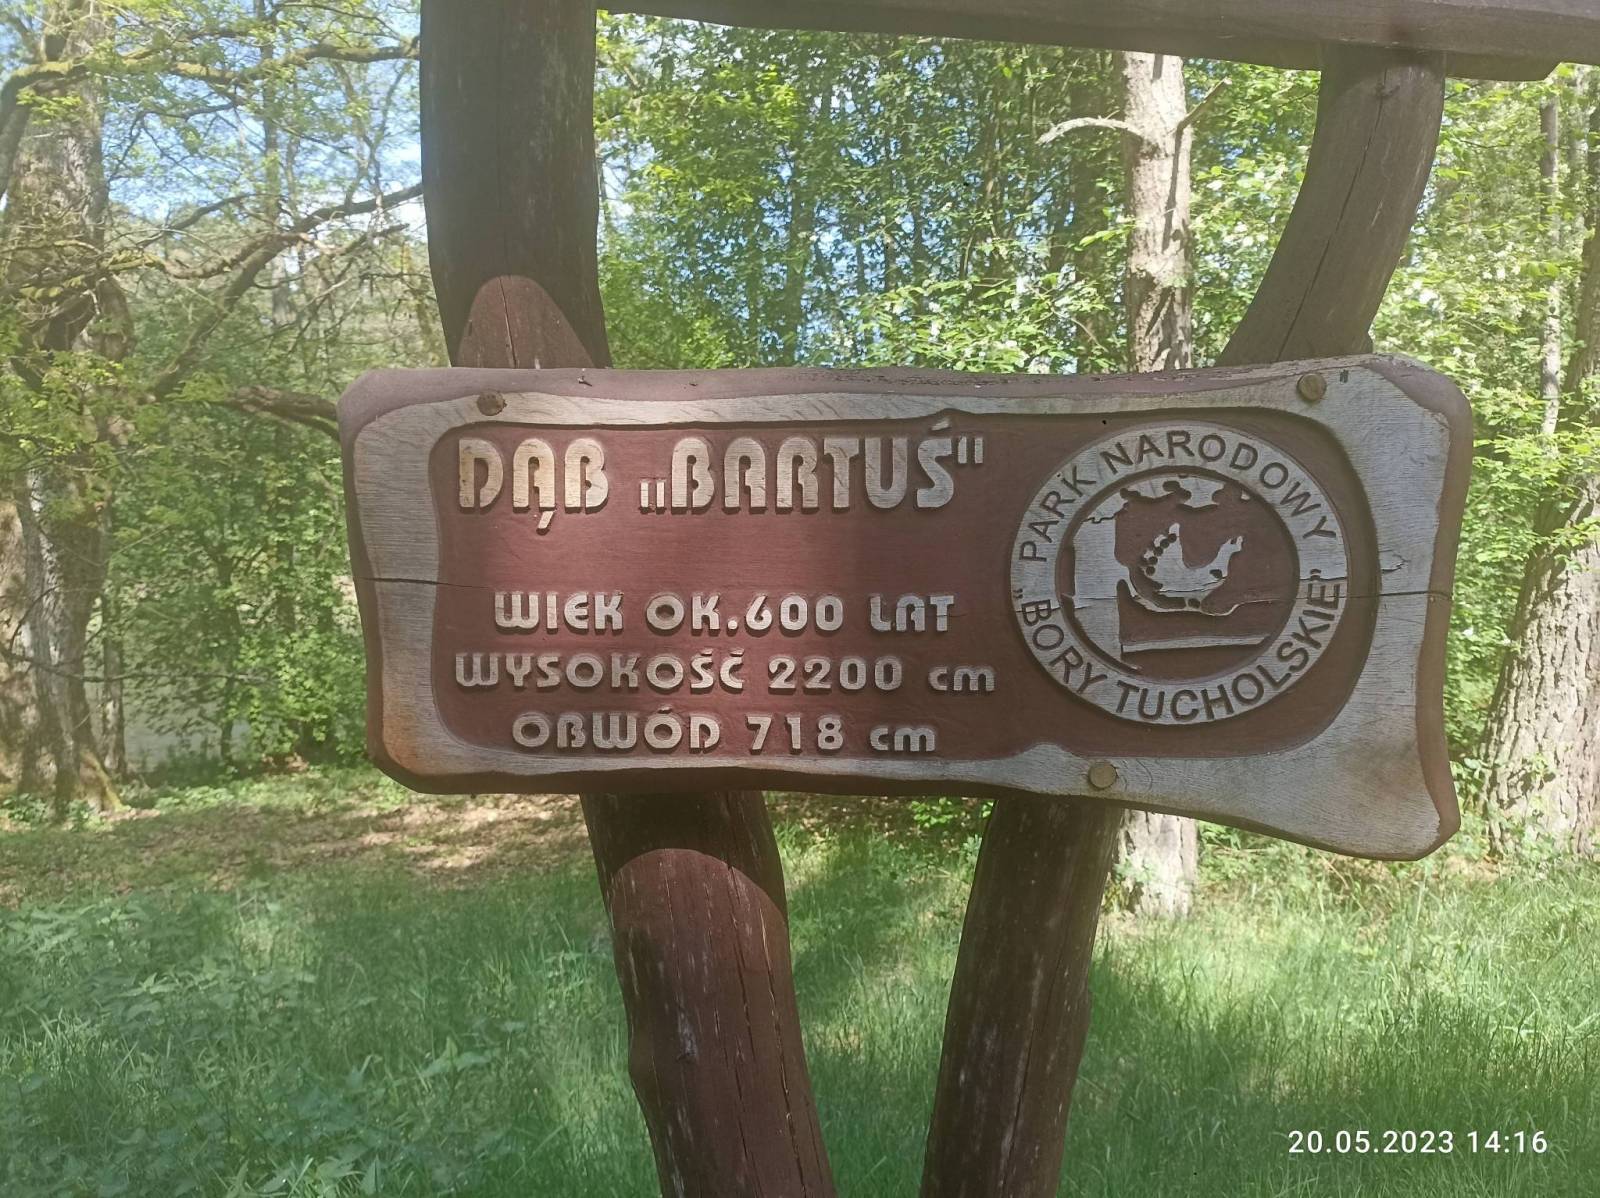 DĄB „BARTUŚ"
WIEK OK. 600 LAT
WYSOKOŚĆ 2200 cm
OBWÓD 718 cm
PARK NARODOWY
"BORY TUCHOLSKIE"
20.05.2023 14:16